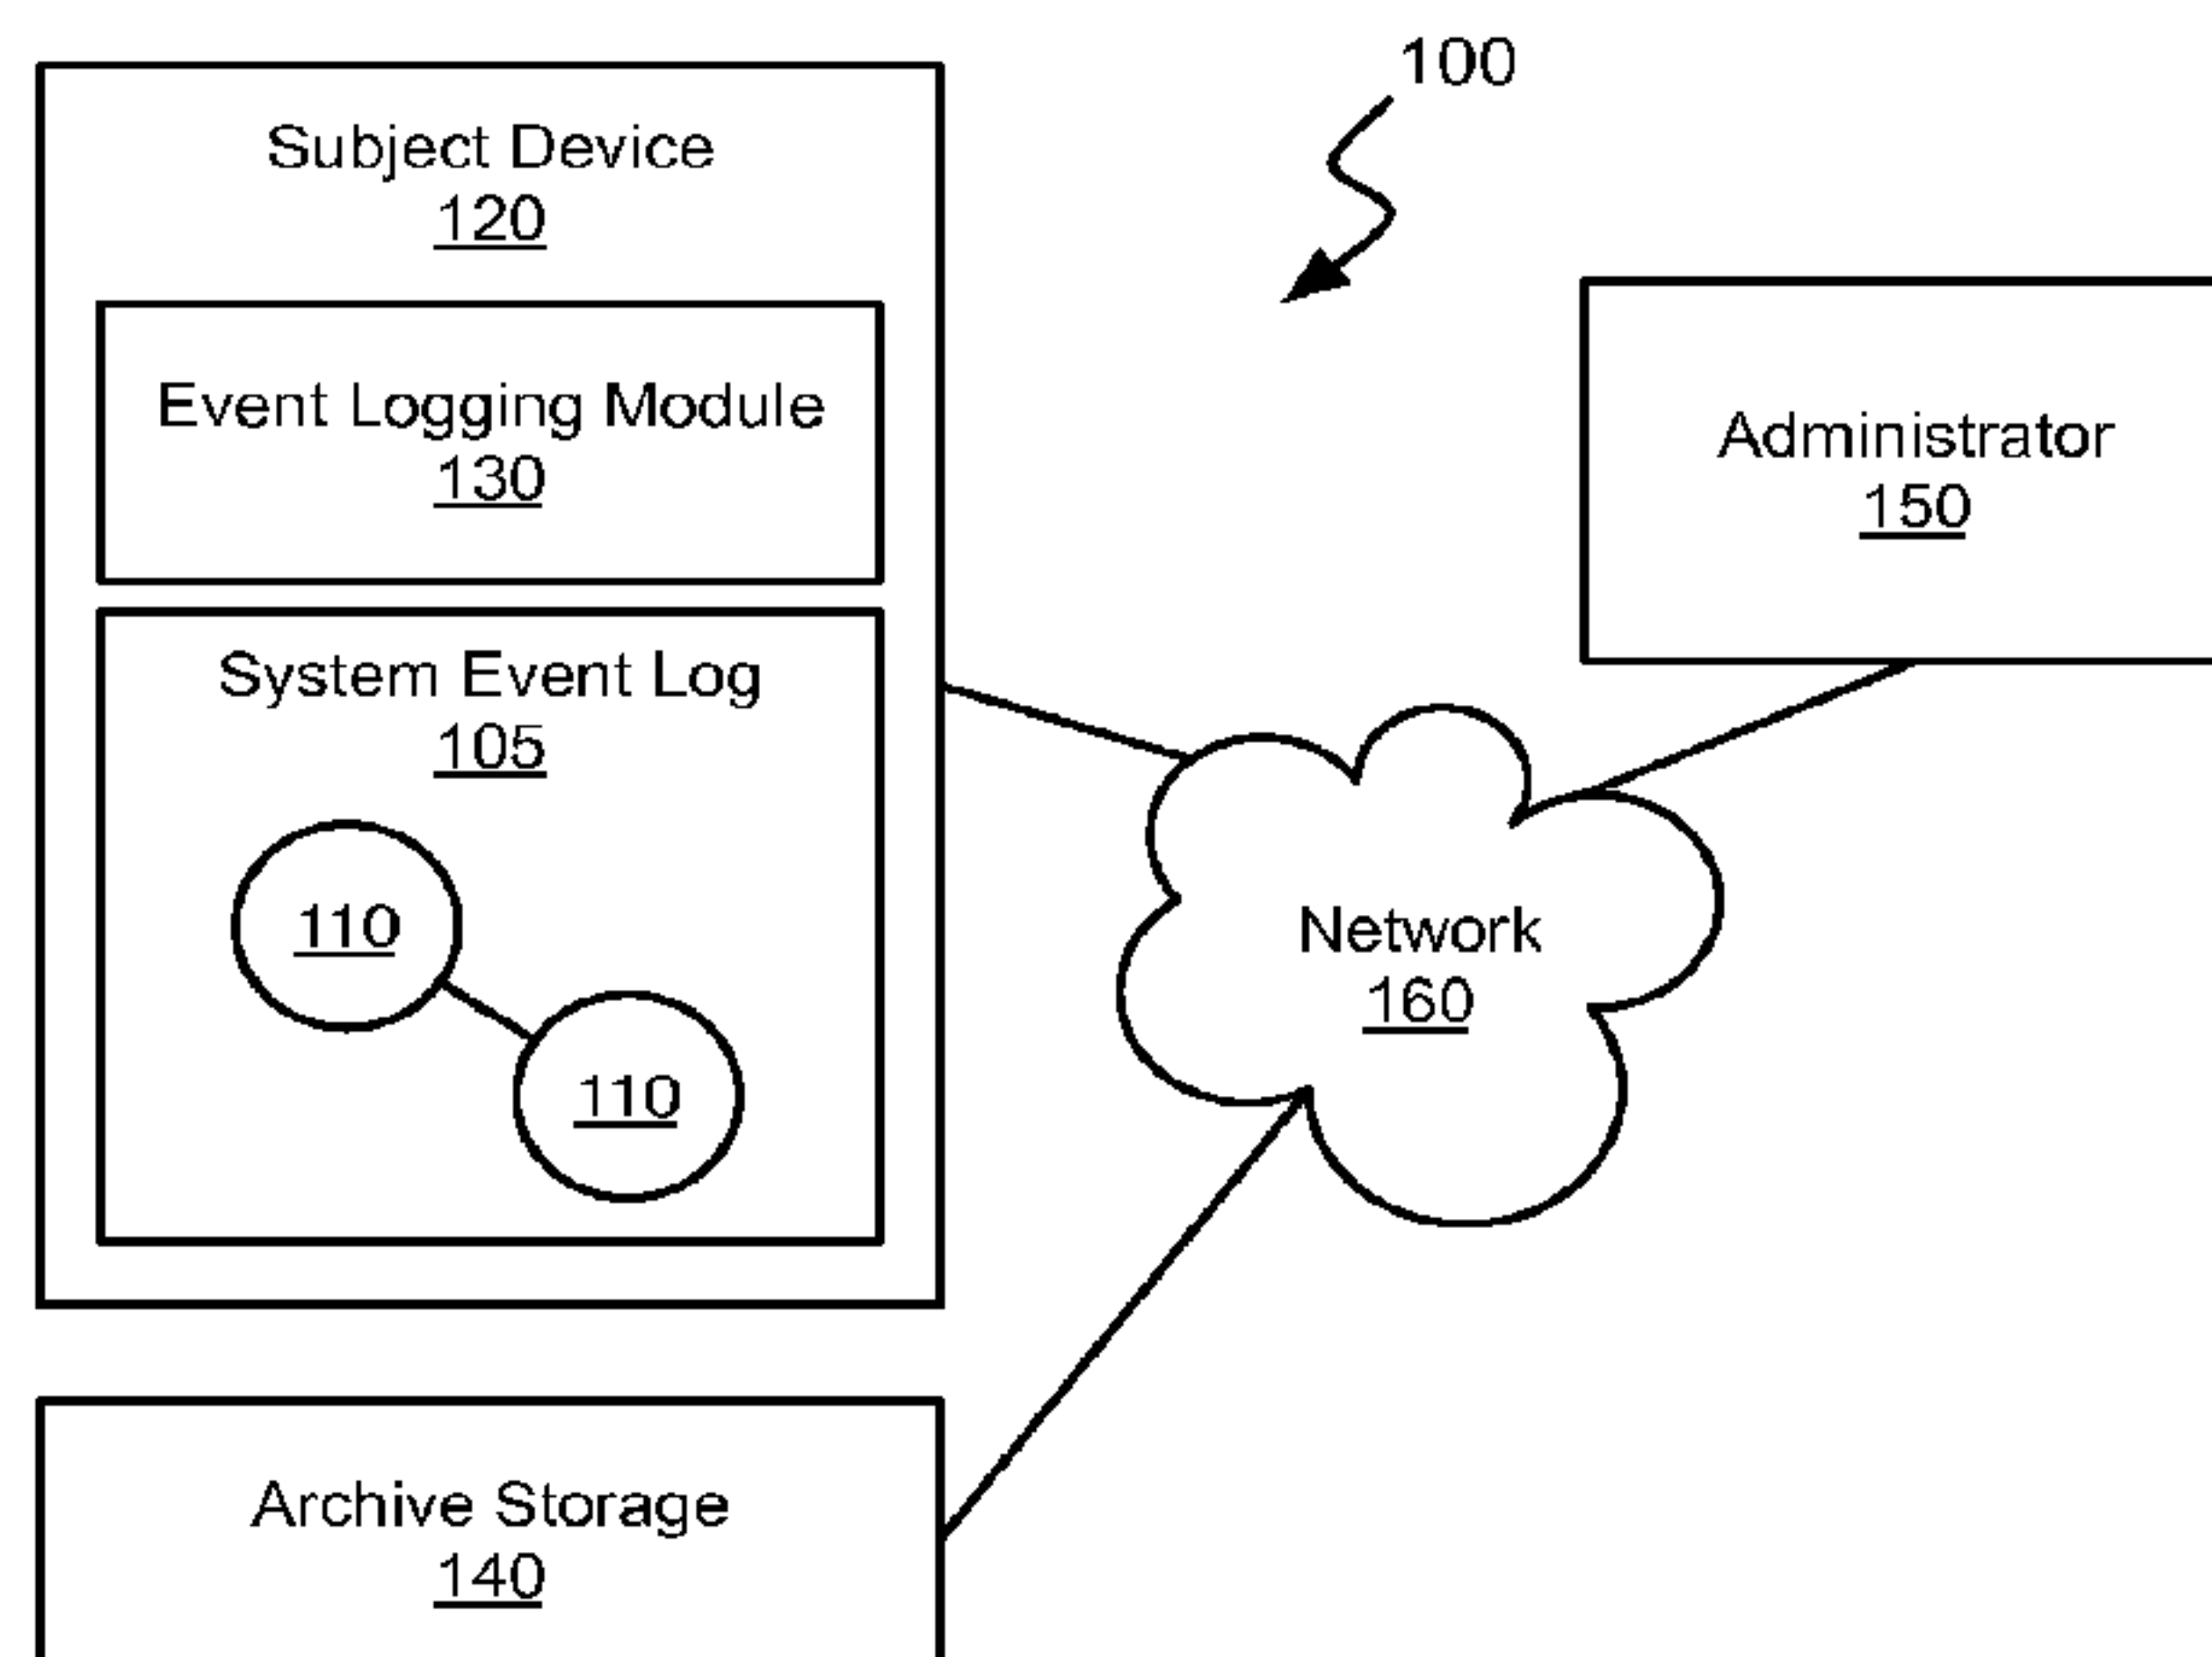 100
Subject Device
120
Event Logging Module
130
Administrator
150
System Event Log
105
110
110
Network
160
Archive Storage
140